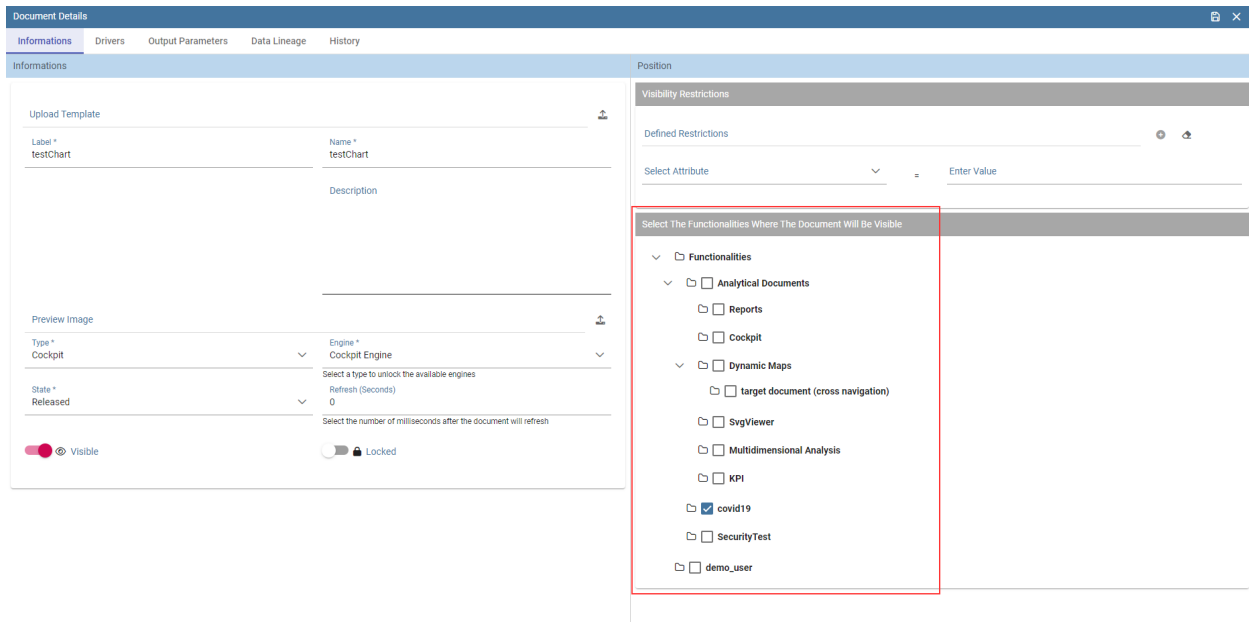 Document Details
Informations Drivers Output Parameters Data Lineage History
Informations
Upload Template
Label *
testChart
Name *
testChart
Description
Preview Image
Type *
Cockpit
Engine *
Cockpit Engine
Select a type to unlock the available engines
State *
Released
Refresh (Seconds)
0
Select the number of milliseconds after the document will refresh
Visible
Locked
Position
Visibility Restrictions
Defined Restrictions
Select Attribute = Enter Value
Select The Functionalities Where The Document Will Be Visible
Functionalities
Analytical Documents
Reports
Cockpit
Dynamic Maps
target document (cross navigation)
SvgViewer
Multidimensional Analysis
KPI
covid19
SecurityTest
demo_user